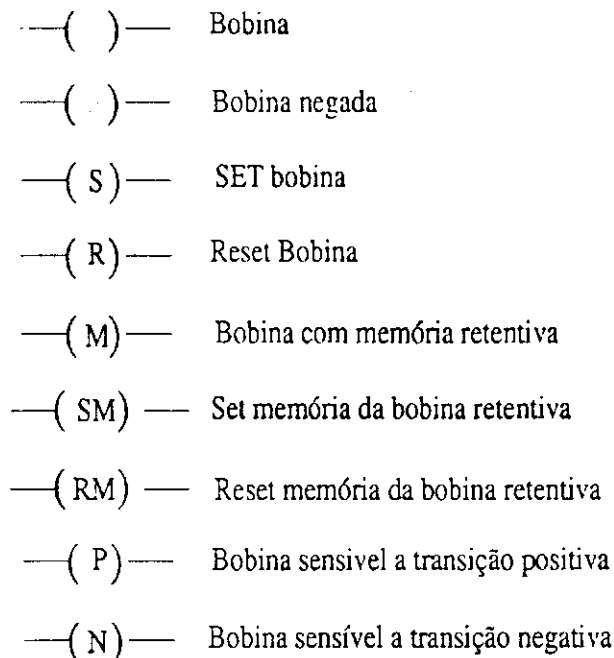 ( ) Bobina
( ) Bobina negada
( S ) SET bobina
( R ) Reset Bobina
( M ) Bobina com memória retentiva
( SM ) Set memória da bobina retentiva
( RM ) Reset memória da bobina retentiva
( P ) Bobina sensivel a transição positiva
( N ) Bobina sensível a transição negativa